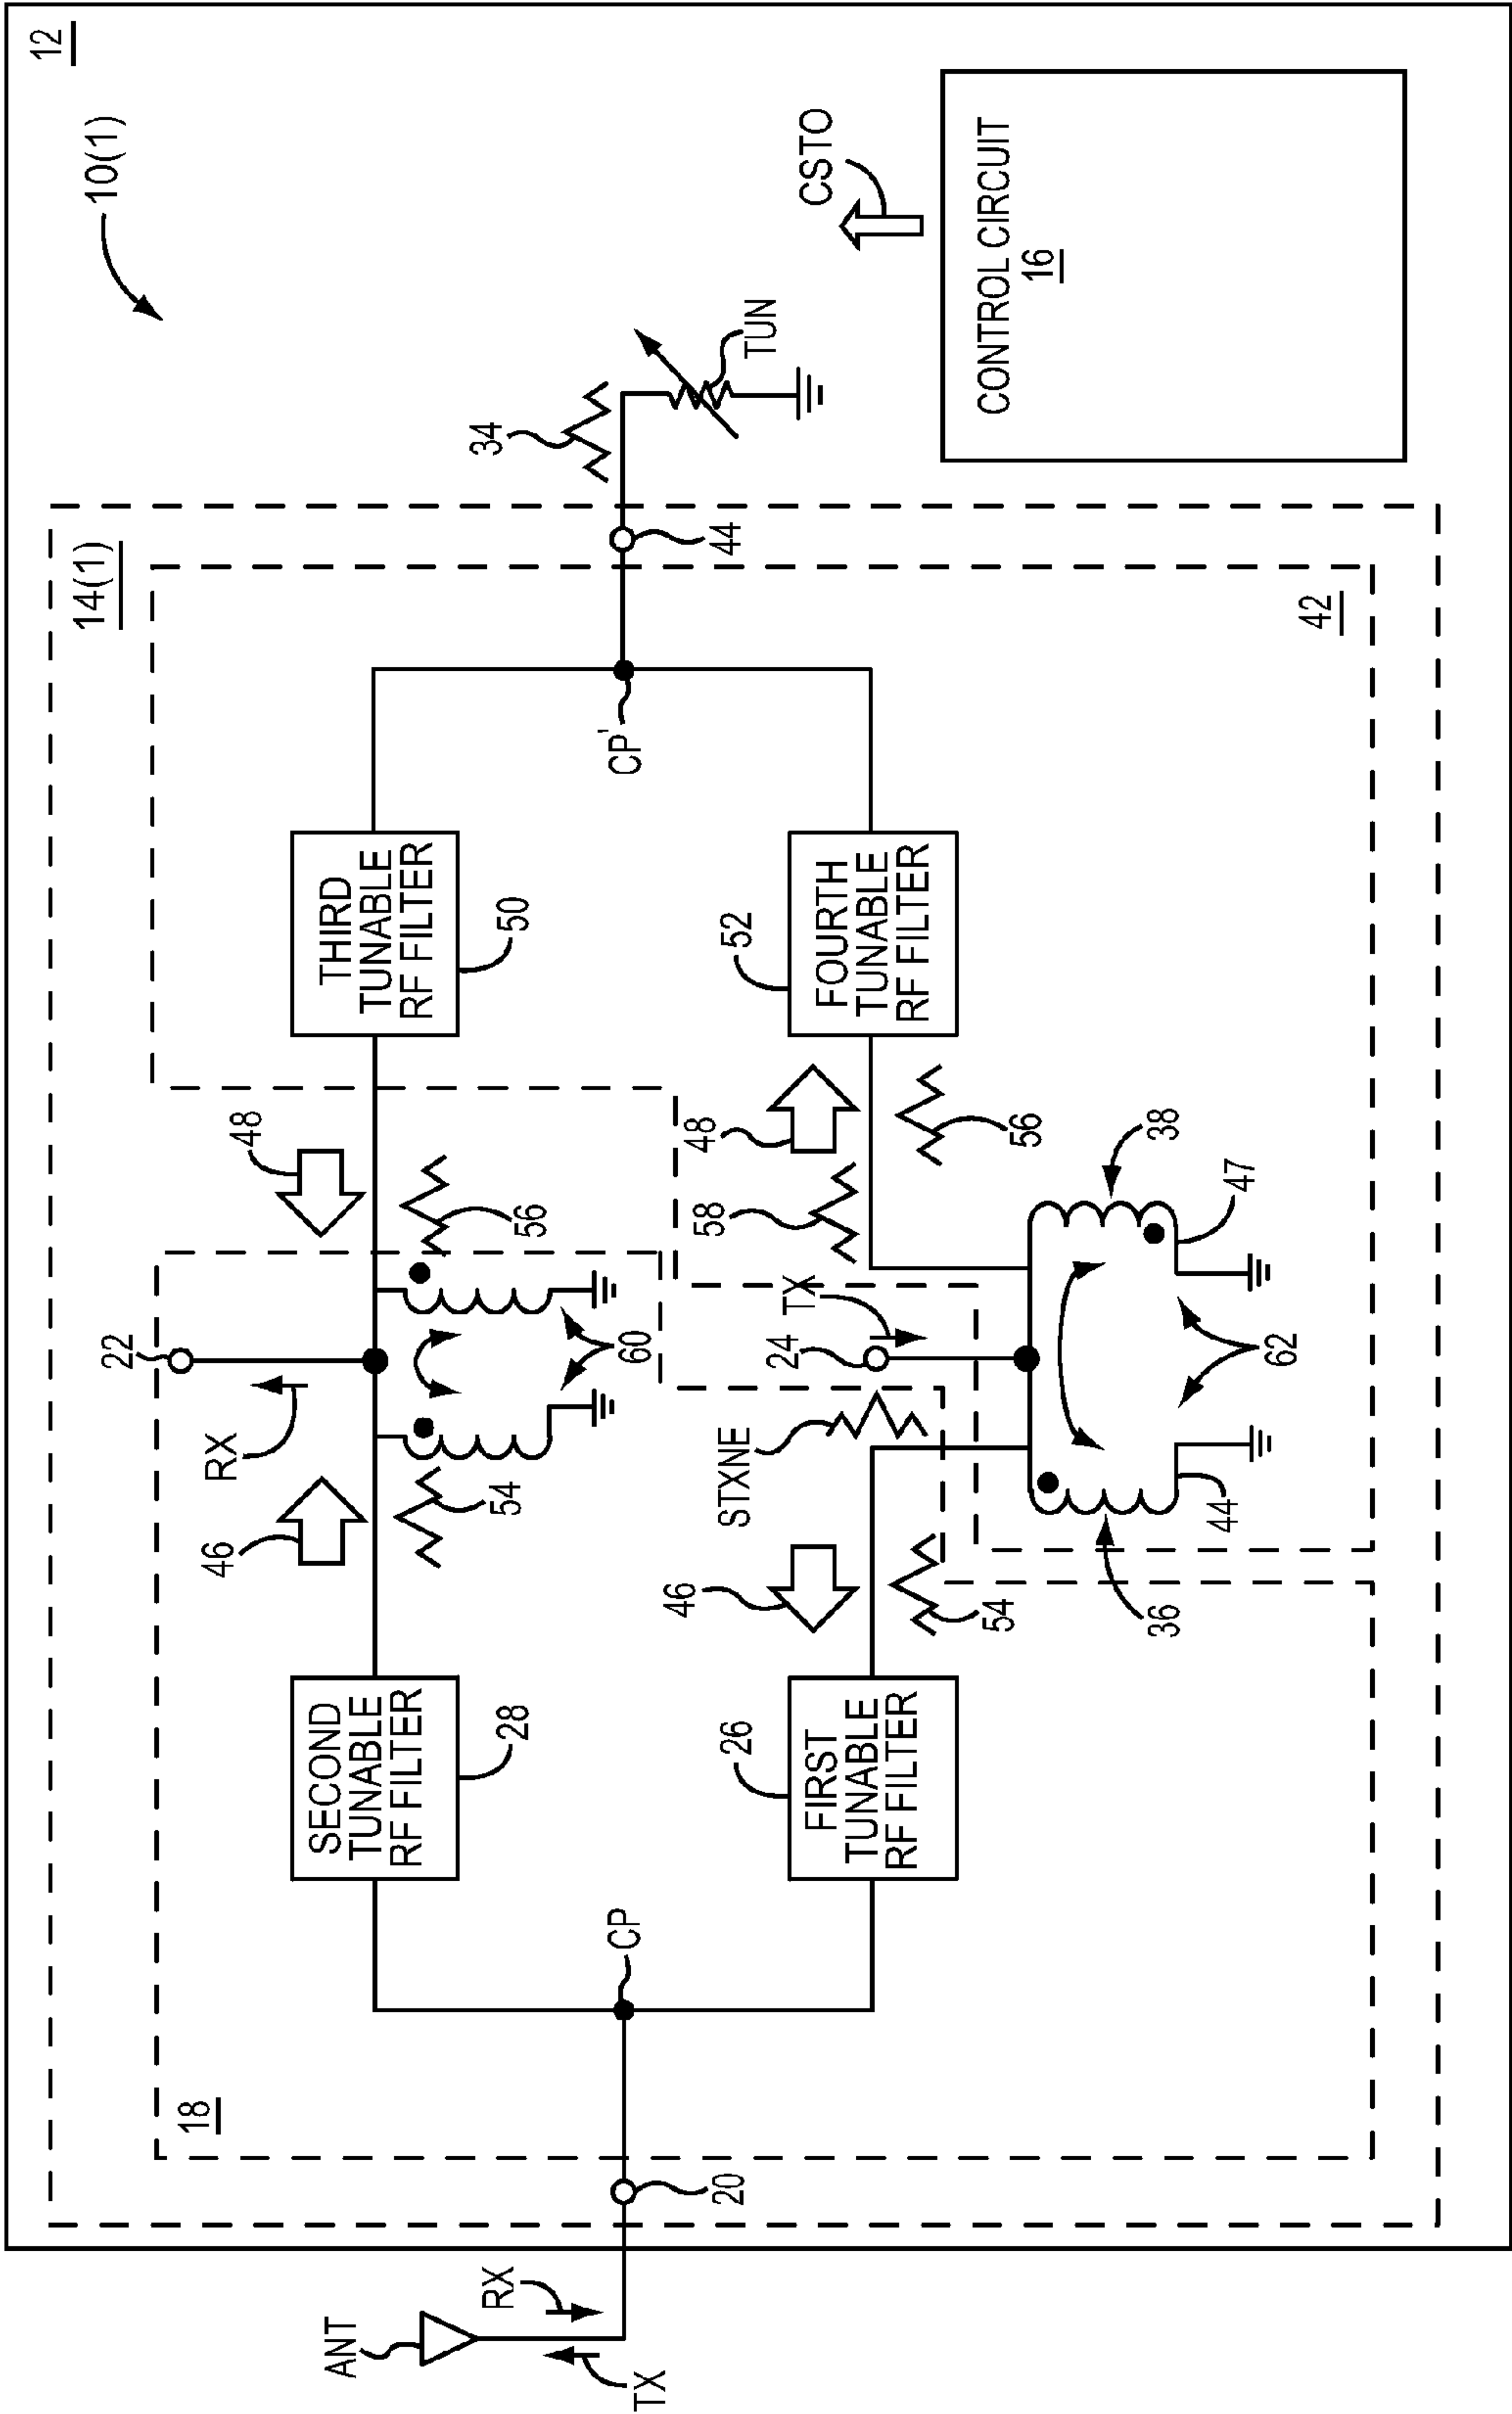 10(1)
12
14(1)
18
22
RX
46
48
SECOND
TUNABLE
RF FILTER
28
54
60
56
THIRD
TUNABLE
RF FILTER
50
34
ANT
RX
TX
20
CP
CP'
44
TUN
CSTO
STXNE
24
TX
58
48
46
26
FIRST
TUNABLE
RF FILTER
54
52
FOURTH
TUNABLE
RF FILTER
56
36
44
62
47
38
42
CONTROL CIRCUIT
16